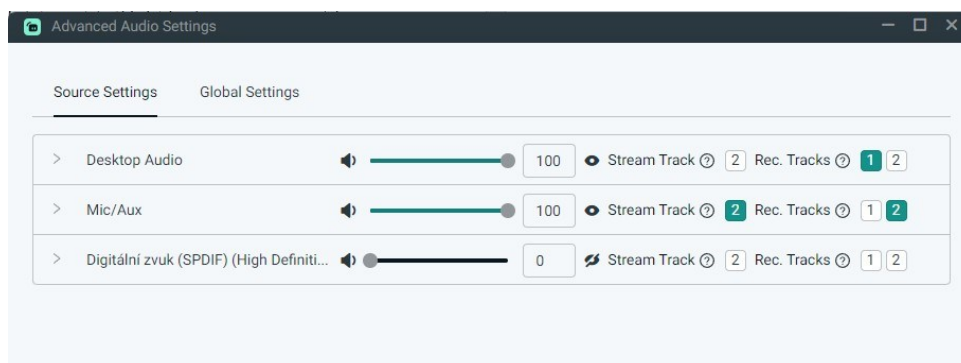 Advanced Audio Settings
Source Settings Global Settings
Desktop Audio 100 Stream Track ? 2 Rec. Tracks ? 1 2
Mic/Aux 100 Stream Track ? 2 Rec. Tracks ? 1 2
Digitální zvuk (SPDIF) (High Definiti... 0 Stream Track ? 2 Rec. Tracks ? 1 2